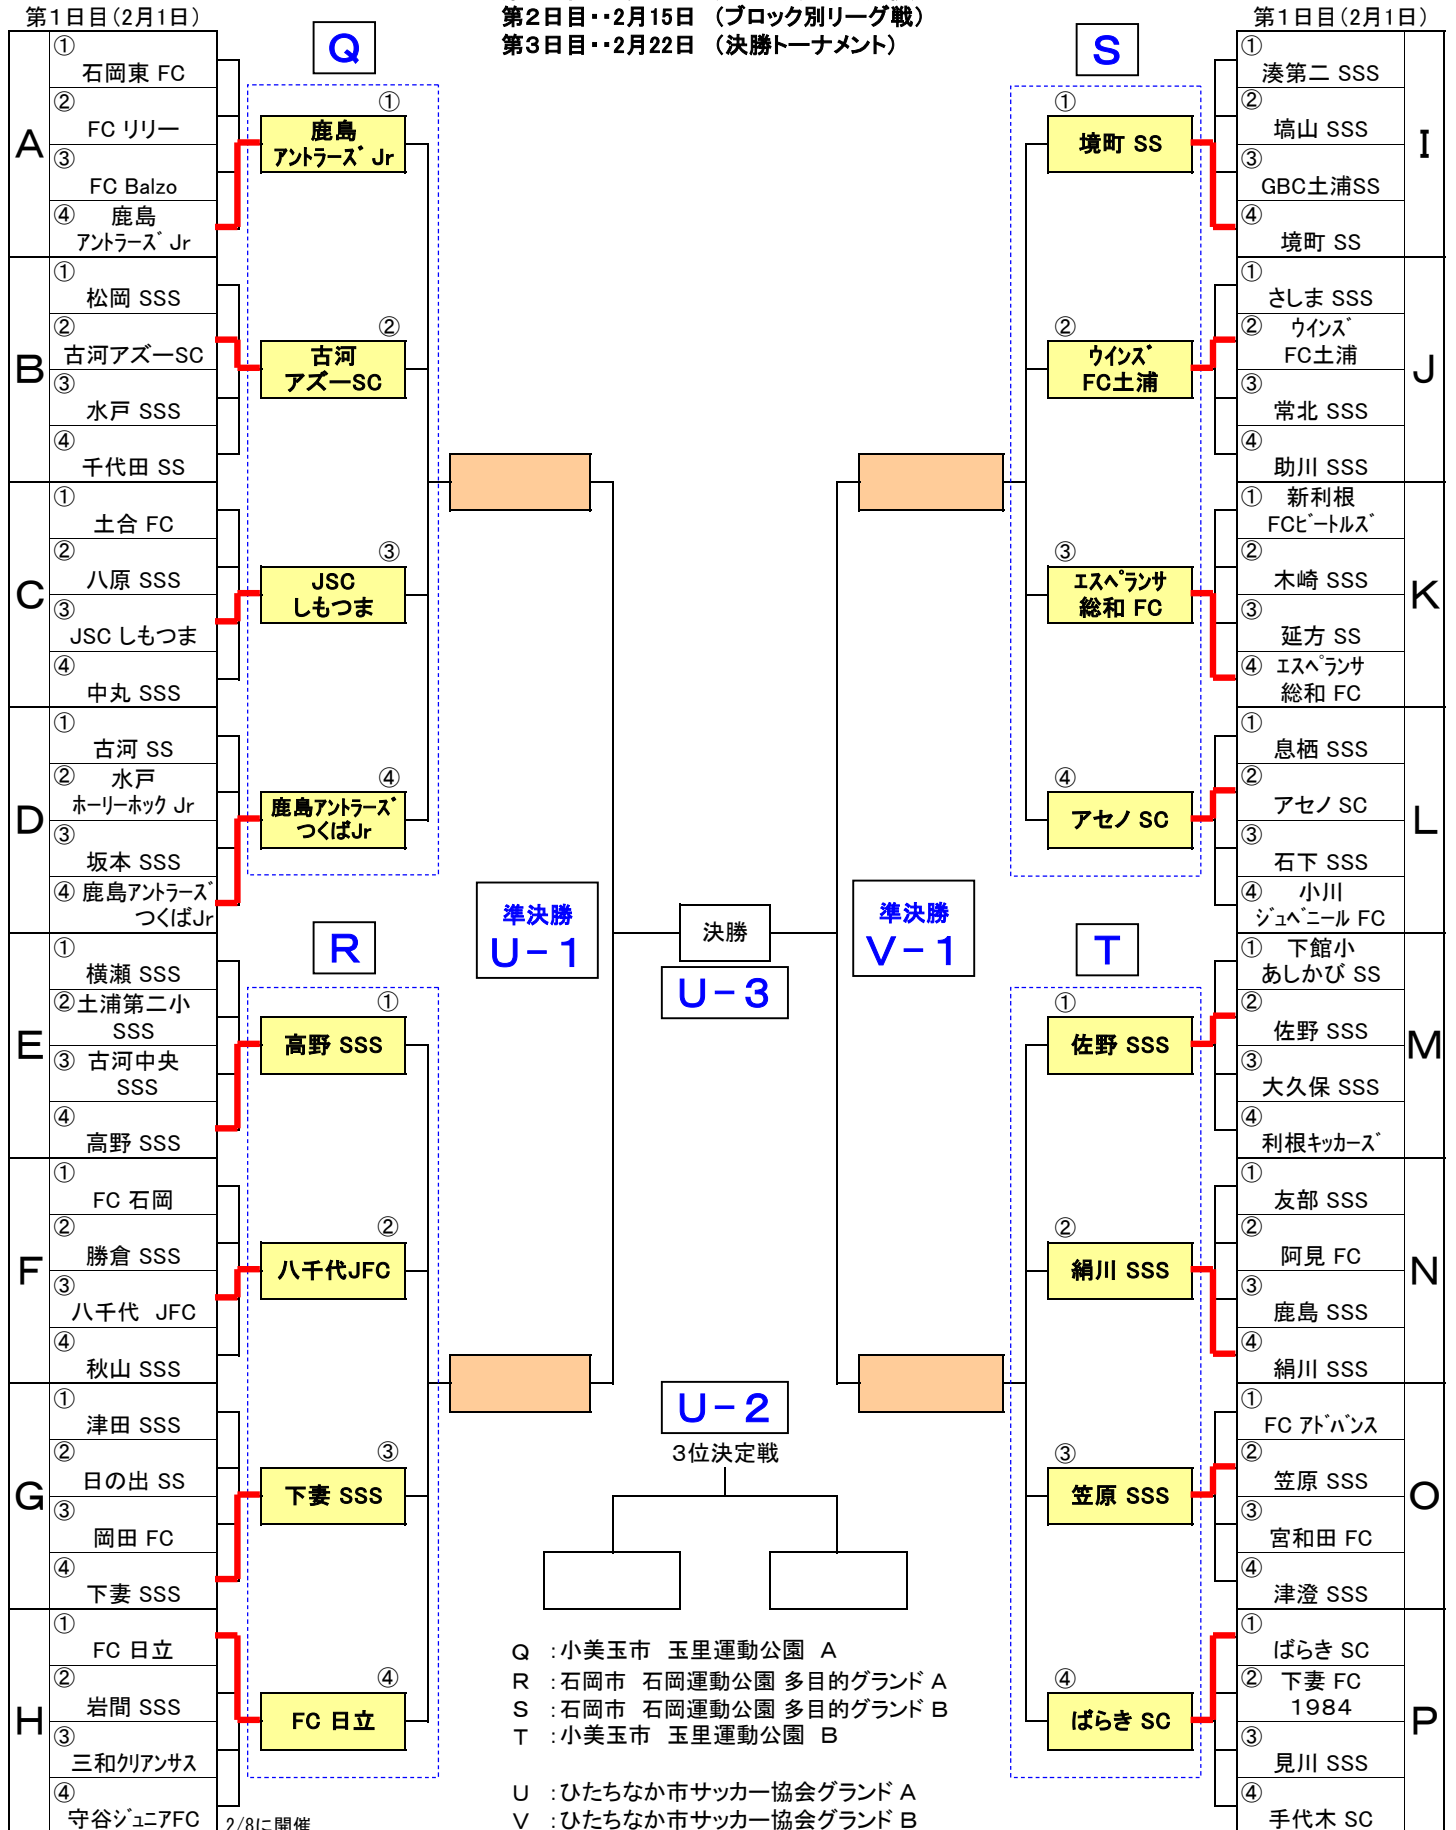 第1日目(2月1日)
第2日目・・2月15日 (ブロック別リーグ戦)
第3日目・・2月22日 (決勝トーナメント)
第1日目(2月1日)
A
① 石岡東 FC
② FC リリー
③ FC Balzo
④ 鹿島
アントラーズ Jr
B
① 松岡 SSS
② 古河アズーSC
③ 水戸 SSS
④ 千代田 SS
C
① 土合 FC
② 八原 SSS
③ JSC しもつま
④ 中丸 SSS
D
① 古河 SS
② 水戸
ホーリーホック Jr
③ 坂本 SSS
④ 鹿島アントラーズ
つくばJr
E
① 横瀬 SSS
② 土浦第二小
SSS
③ 古河中央
SSS
④ 高野 SSS
F
① FC 石岡
② 勝倉 SSS
③ 八千代 JFC
④ 秋山 SSS
G
① 津田 SSS
② 日の出 SS
③ 岡田 FC
④ 下妻 SSS
H
① FC 日立
② 岩間 SSS
③ 三和クリアンサス
④ 守谷ジュニアFC
2/8に開催
Q
① 鹿島
アントラーズ Jr
② 古河
アズーSC
③ JSC
しもつま
④ 鹿島アントラーズ
つくばJr
R
① 高野 SSS
② 八千代JFC
③ 下妻 SSS
④ FC 日立
準決勝
U-1
決勝
U-3
準決勝
V-1
U-2
3位決定戦
Q :小美玉市 玉里運動公園 A
R :石岡市 石岡運動公園 多目的グランド A
S :石岡市 石岡運動公園 多目的グランド B
T :小美玉市 玉里運動公園 B
U :ひたちなか市サッカー協会グランド A
V :ひたちなか市サッカー協会グランド B
S
① 境町 SS
② ウインズ
FC土浦
③ エスペランサ
総和 FC
④ アセノ SC
T
① 佐野 SSS
② 絹川 SSS
③ 笠原 SSS
④ ばらき SC
I
① 湊第二 SSS
② 塙山 SSS
③ GBC土浦SS
④ 境町 SS
J
① さしま SSS
② ウインズ
FC土浦
③ 常北 SSS
④ 助川 SSS
K
① 新利根
FCビートルズ
② 木崎 SSS
③ 延方 SS
④ エスペランサ
総和 FC
L
① 息栖 SSS
② アセノ SC
③ 石下 SSS
④ 小川
ジュベニール FC
M
① 下館小
あしかび SS
② 佐野 SSS
③ 大久保 SSS
④ 利根キッカーズ
N
① 友部 SSS
② 阿見 FC
③ 鹿島 SSS
④ 絹川 SSS
O
① FC アドバンス
② 笠原 SSS
③ 宮和田 FC
④ 津澄 SSS
P
① ばらき SC
② 下妻 FC
1984
③ 見川 SSS
④ 手代木 SC